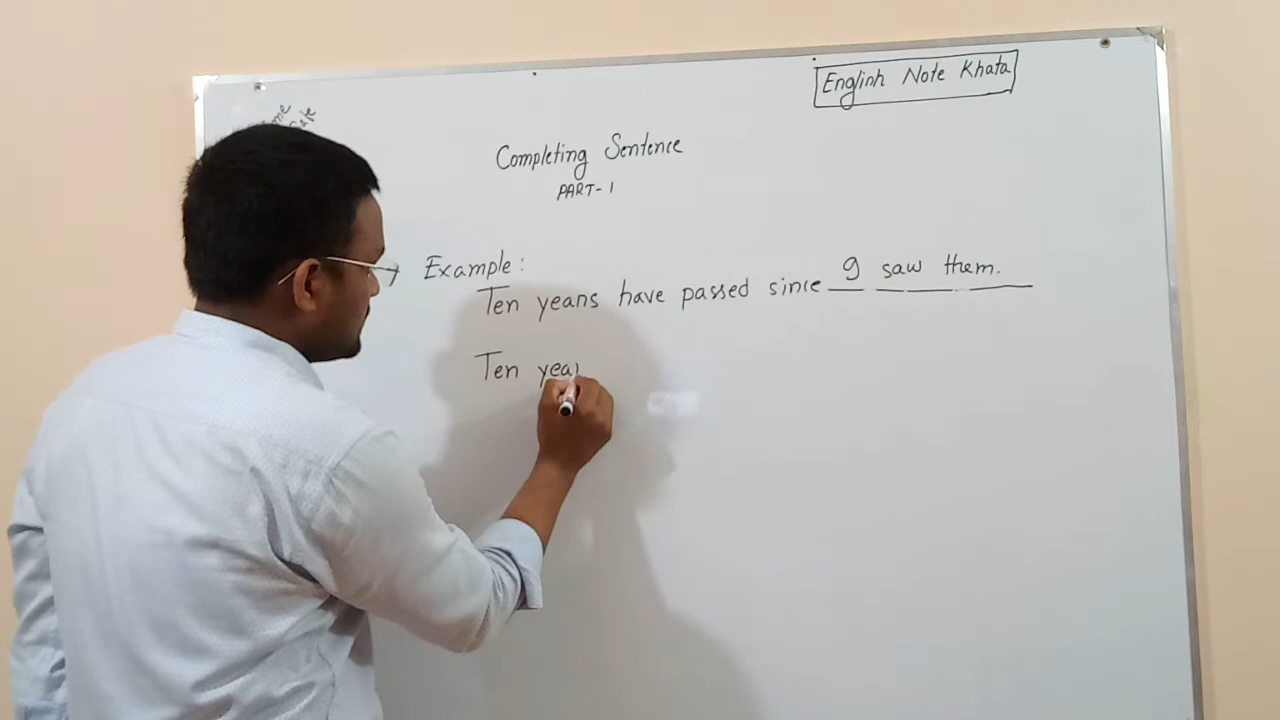 English Note Khata
Completing Sentence
PART-1
Example:
Ten years have passed since I saw them.
Ten year